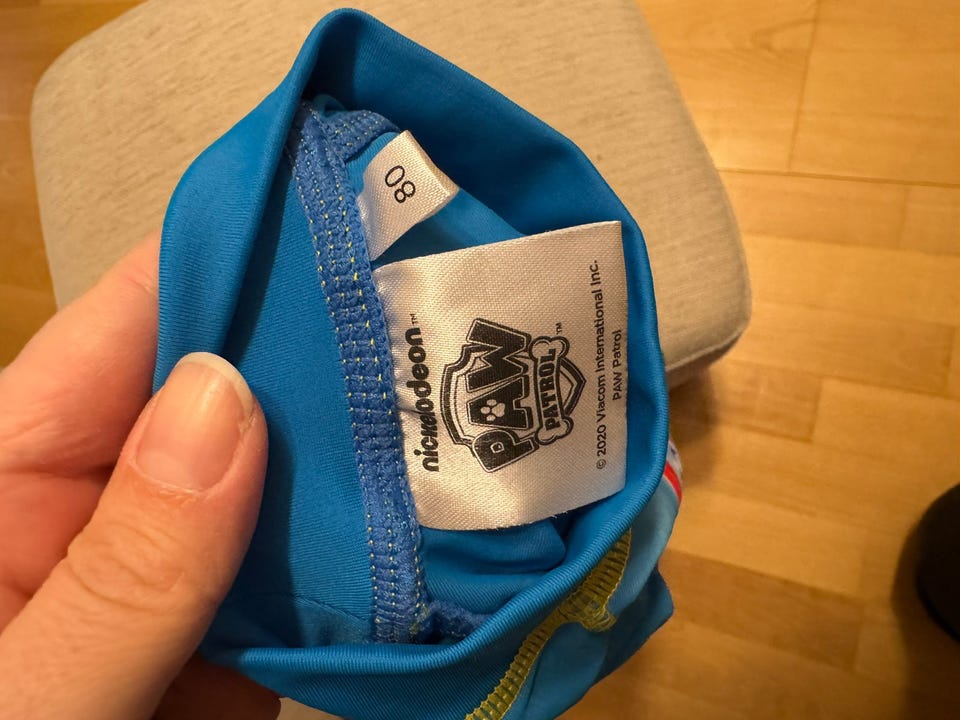 80
nickelodeon™
PAW
PATROL™
© 2020 Viacom International Inc.
PAW Patrol